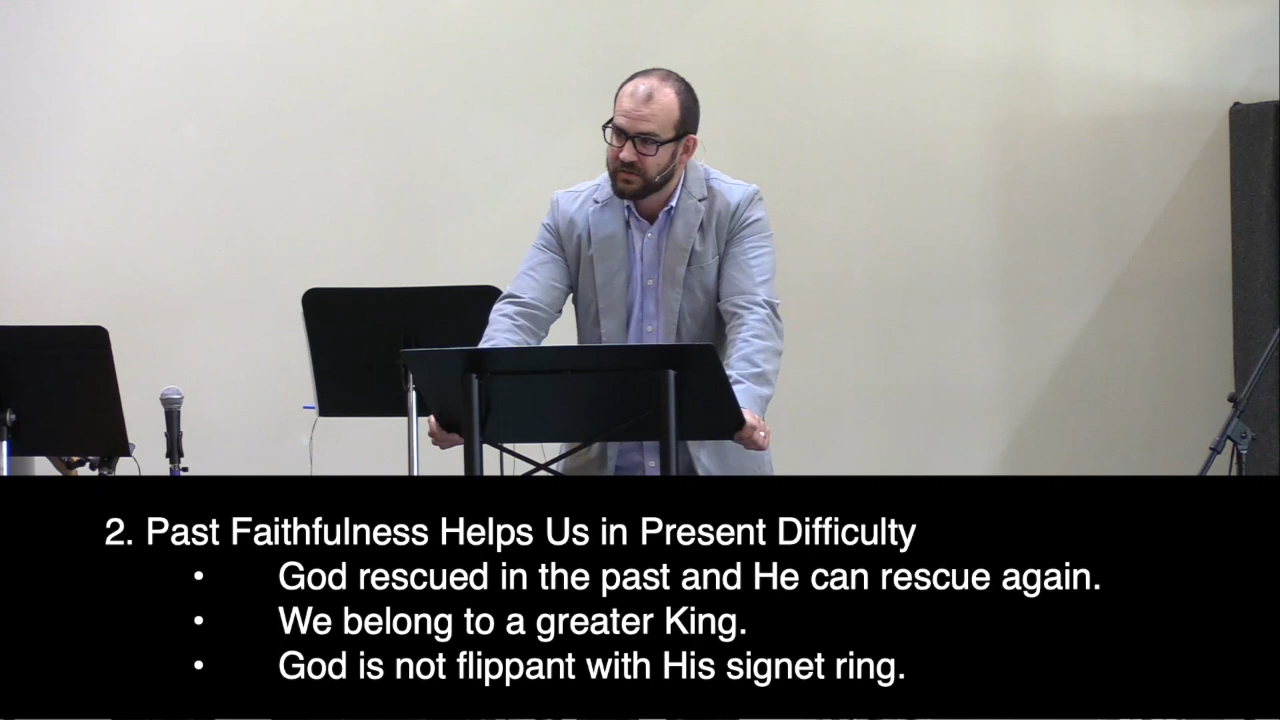 2. Past Faithfulness Helps Us in Present Difficulty
• God rescued in the past and He can rescue again.
• We belong to a greater King.
• God is not flippant with His signet ring.